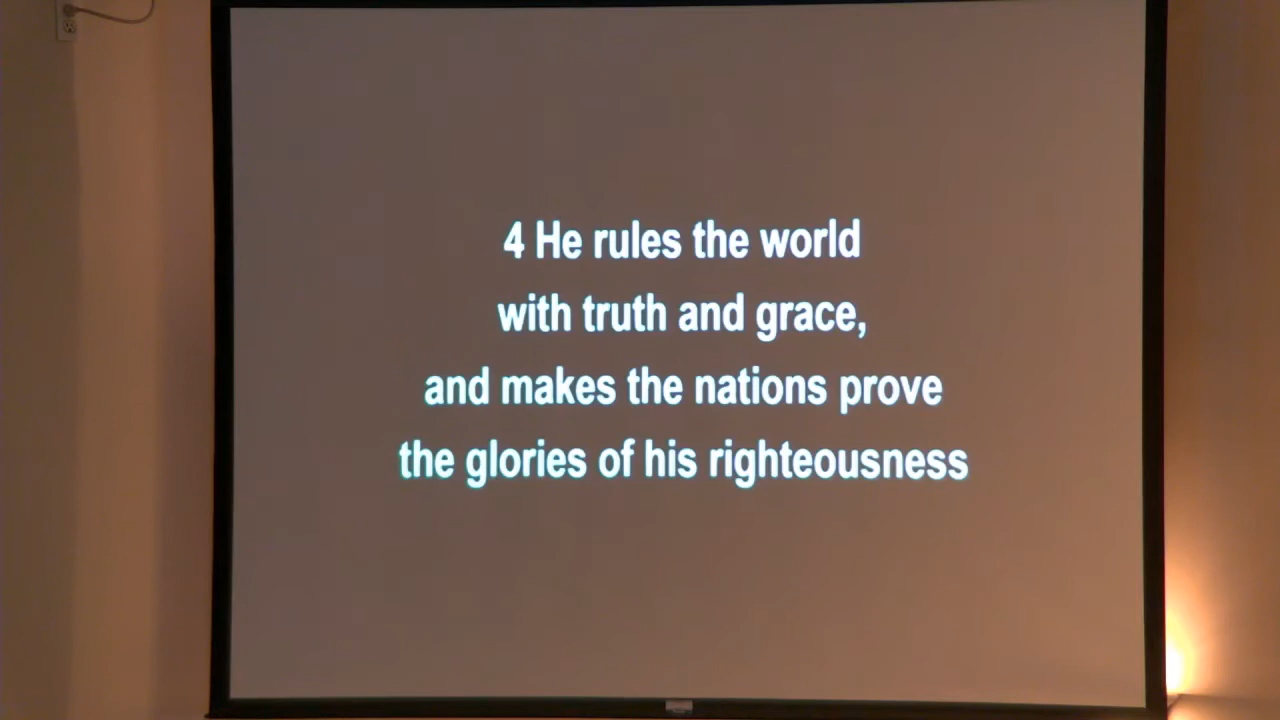 4 He rules the world
with truth and grace,
and makes the nations prove
the glories of his righteousness